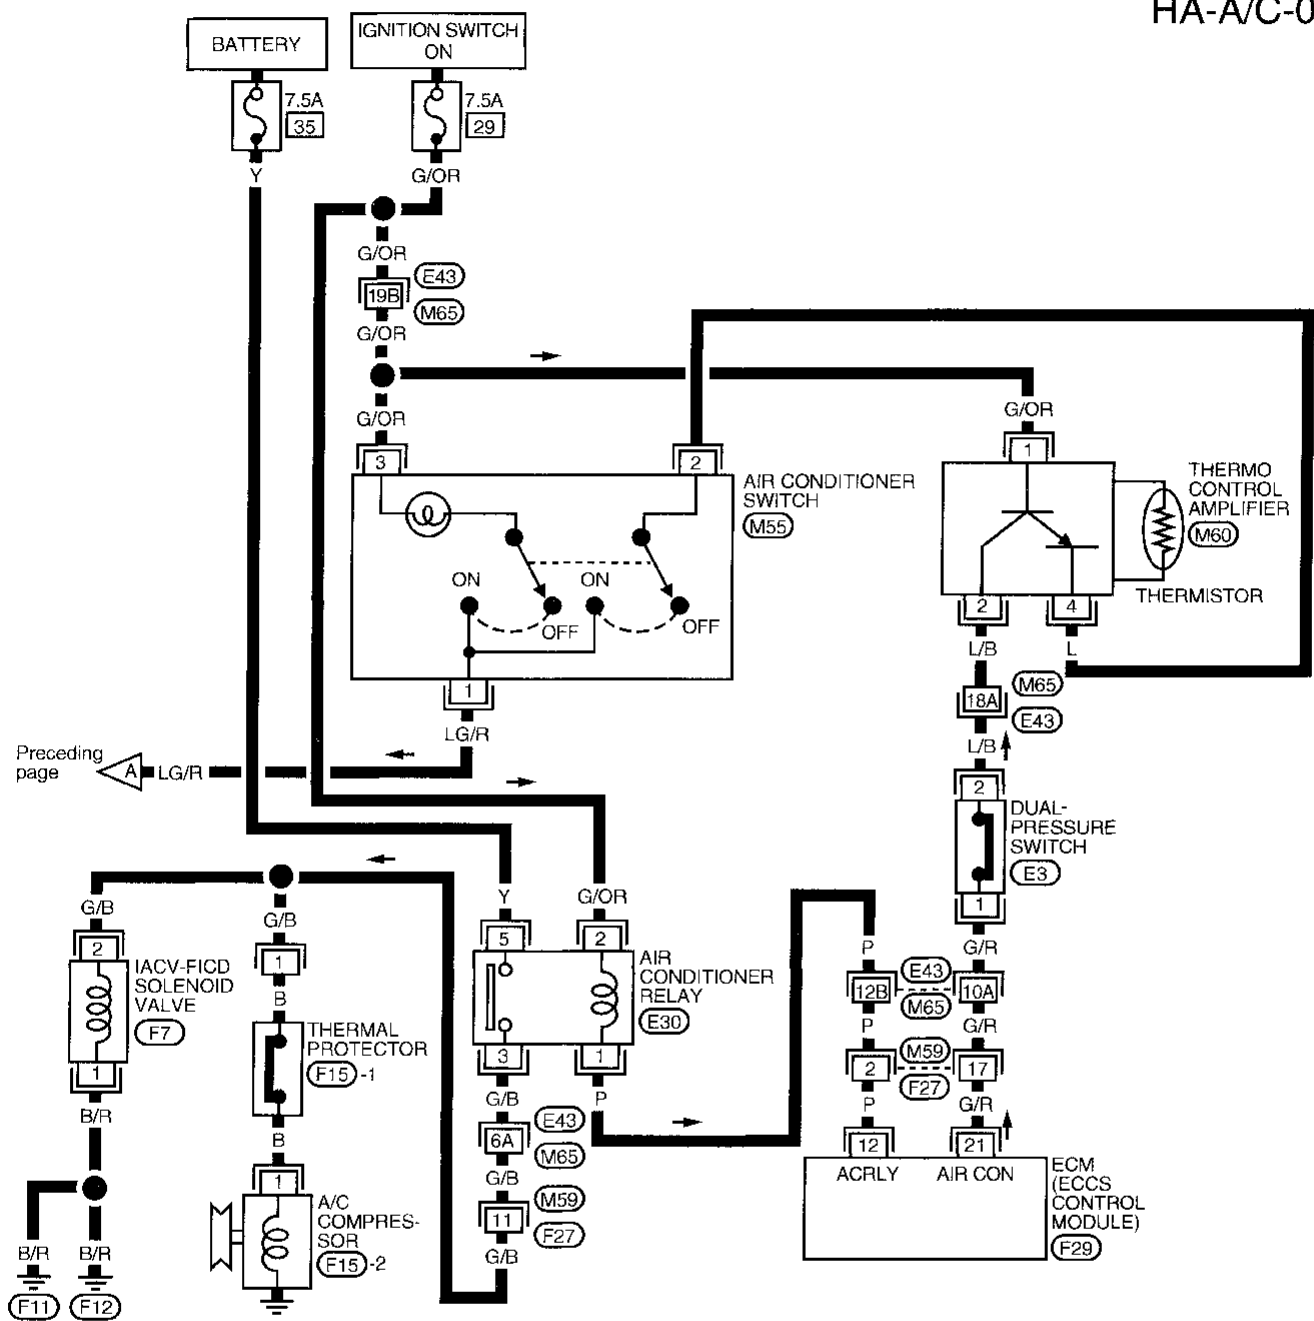 HA-A/C-0
BATTERY
IGNITION SWITCH
ON
7.5A
35
7.5A
29
Y
G/OR
G/OR
E43
19B
M65
G/OR
G/OR
G/OR
3
2
1
AIR CONDITIONER
SWITCH
M55
THERMO
CONTROL
AMPLIFIER
M60
ON
ON
OFF
OFF
THERMISTOR
2
4
1
L/B
L
LG/R
18A
M65
E43
L/B
Preceding
page
A
LG/R
2
DUAL-
PRESSURE
SWITCH
E3
1
G/B
G/B
Y
G/OR
P
G/R
2
1
5
2
IACV-FICD
SOLENOID
VALVE
F7
AIR
CONDITIONER
RELAY
E30
E43
12B
10A
M65
B
P
G/R
THERMAL
PROTECTOR
F15 -1
1
3
1
M59
2
17
F27
B/R
G/B
P
P
G/R
B
E43
6A
M65
12
21
ACRLY
AIR CON
ECM
(ECCS
CONTROL
MODULE)
F29
1
G/B
A/C
COMPRES-
SOR
F15 -2
M59
11
F27
G/B
B/R
B/R
F11
F12